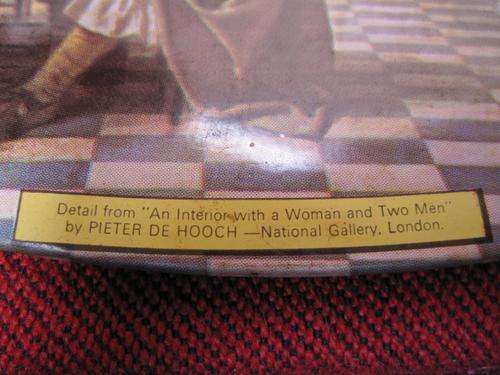 Detail from "An Interior with a Woman and Two Men"
by PIETER DE HOOCH — National Gallery, London.